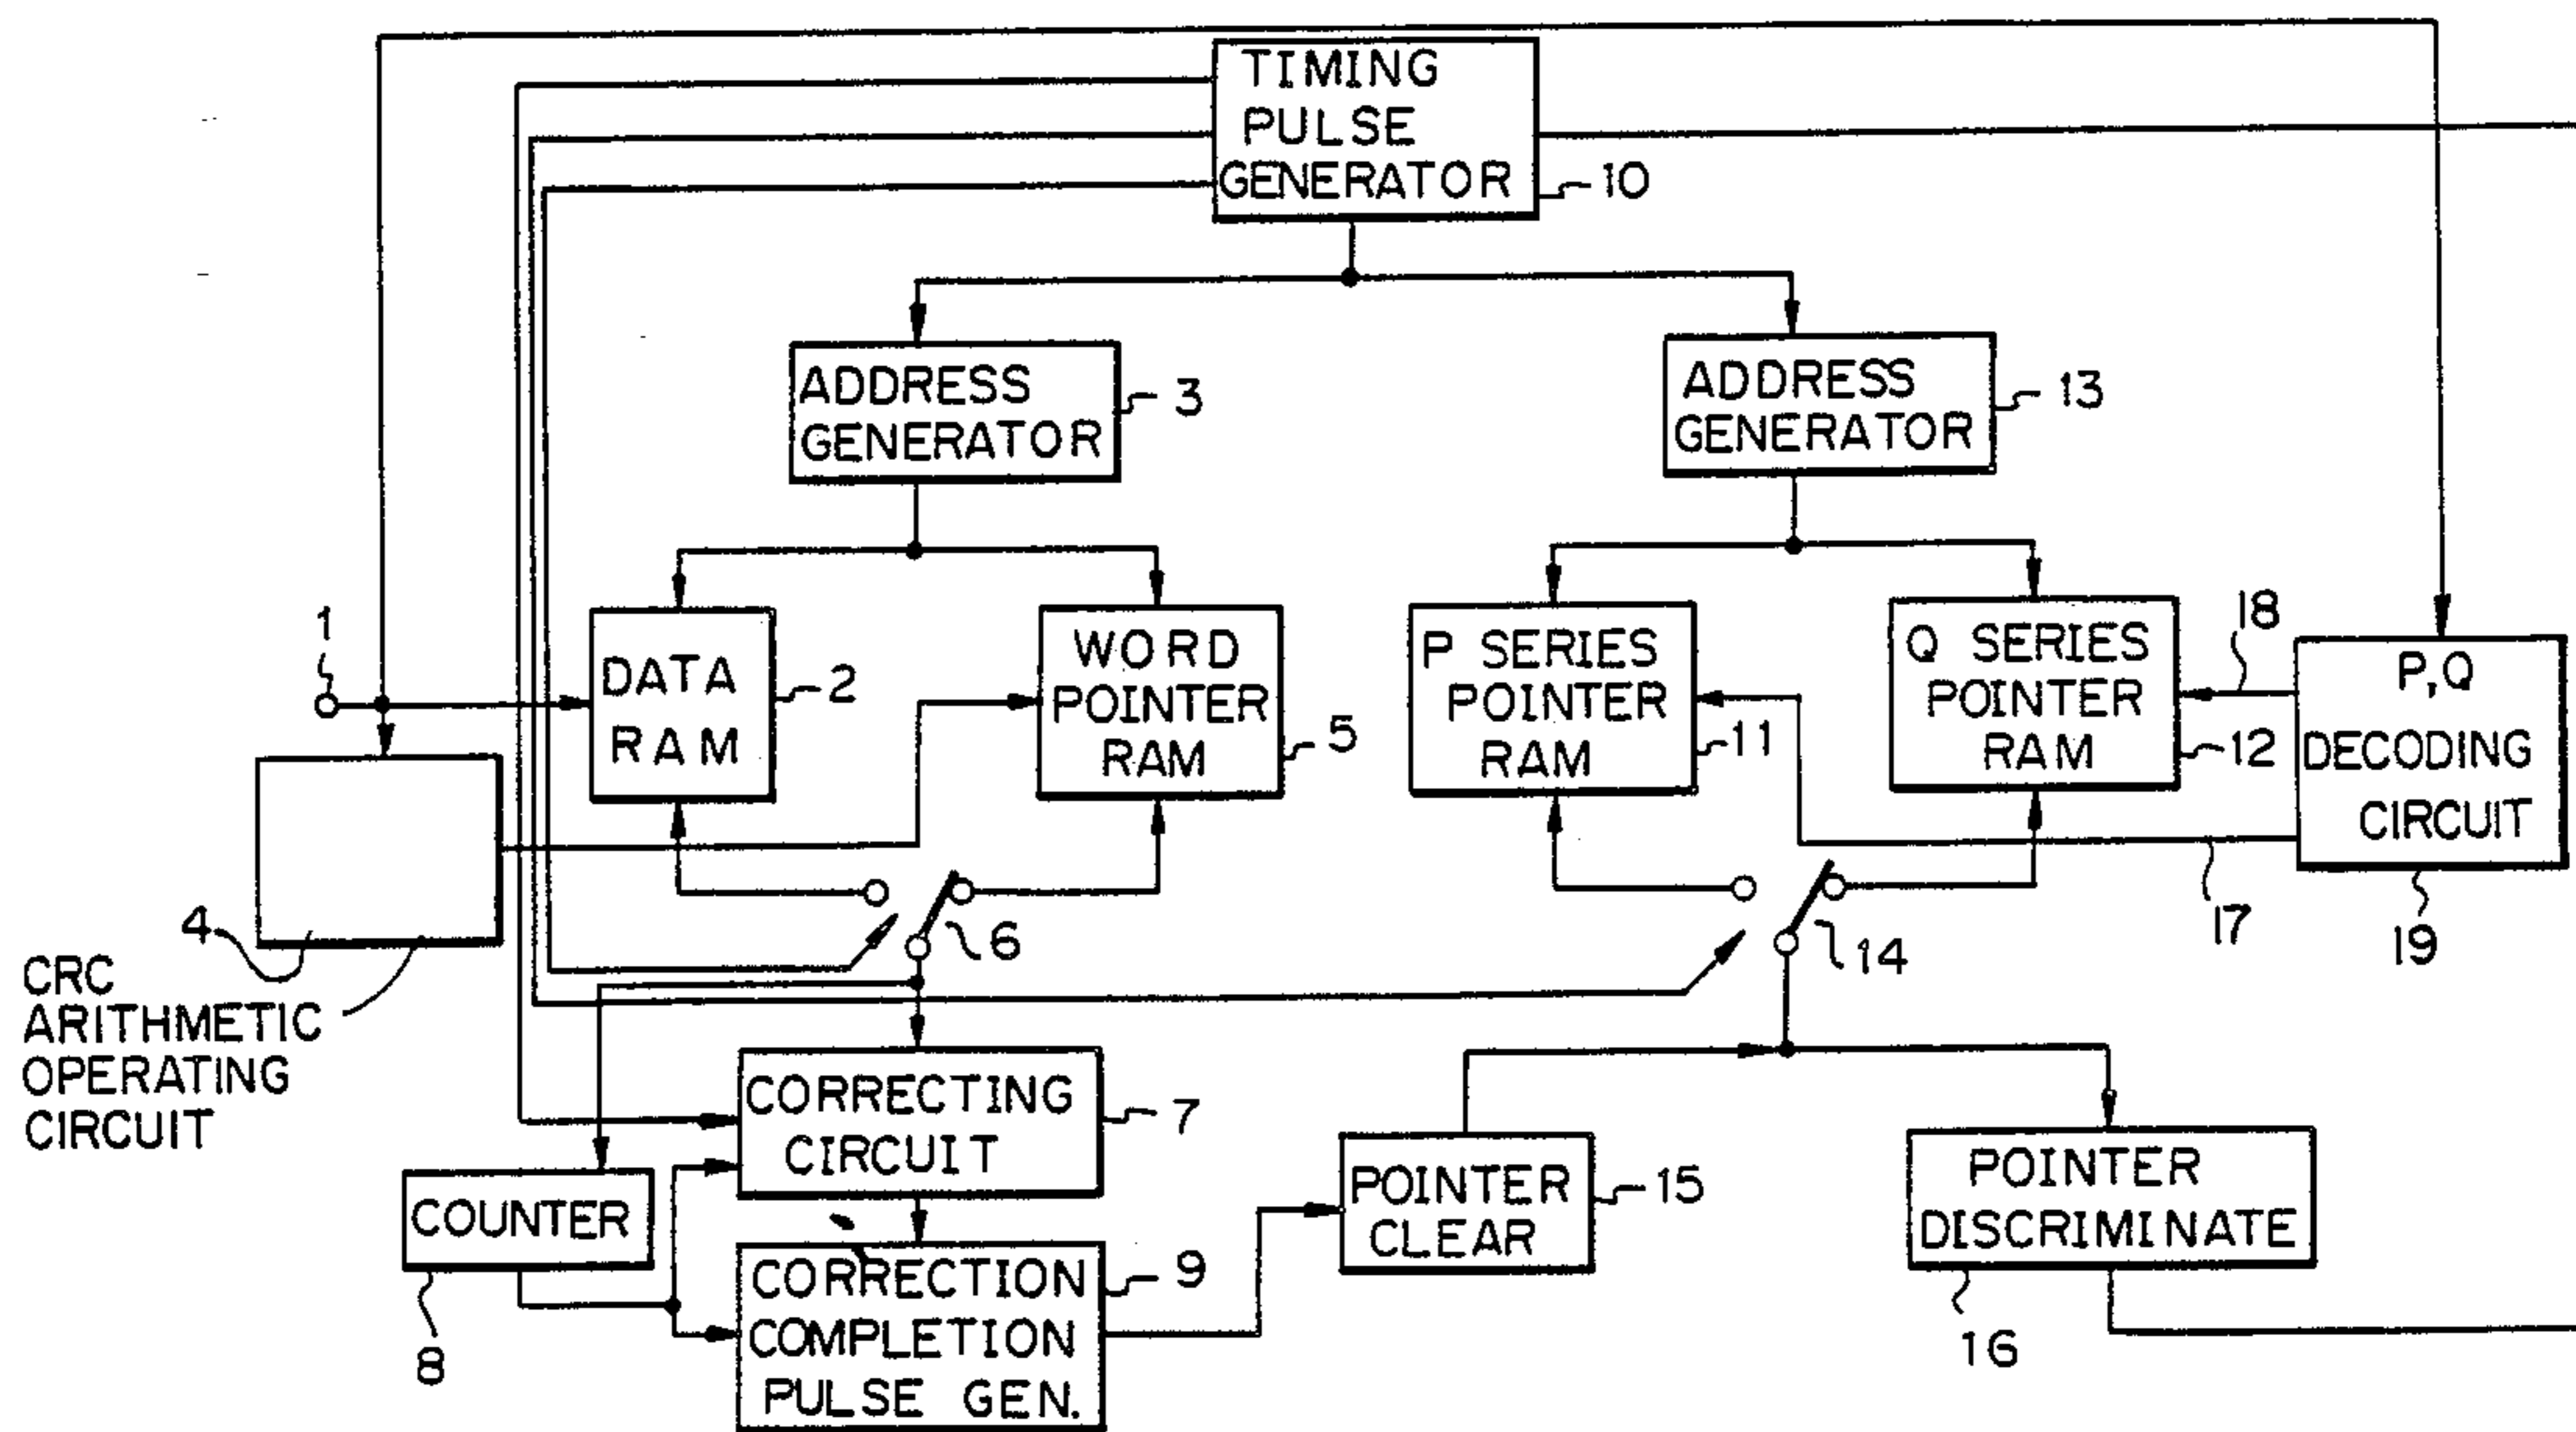 TIMING
PULSE
GENERATOR
10
ADDRESS
GENERATOR
3
ADDRESS
GENERATOR
13
1
DATA
RAM
2
WORD
POINTER
RAM
5
P SERIES
POINTER
RAM
11
Q SERIES
POINTER
RAM
12
18
P,Q
DECODING
CIRCUIT
17
19
4
CRC
ARITHMETIC
OPERATING
CIRCUIT
6
14
CORRECTING
CIRCUIT
7
COUNTER
8
CORRECTION
COMPLETION
PULSE GEN.
9
POINTER
CLEAR
15
POINTER
DISCRIMINATE
16